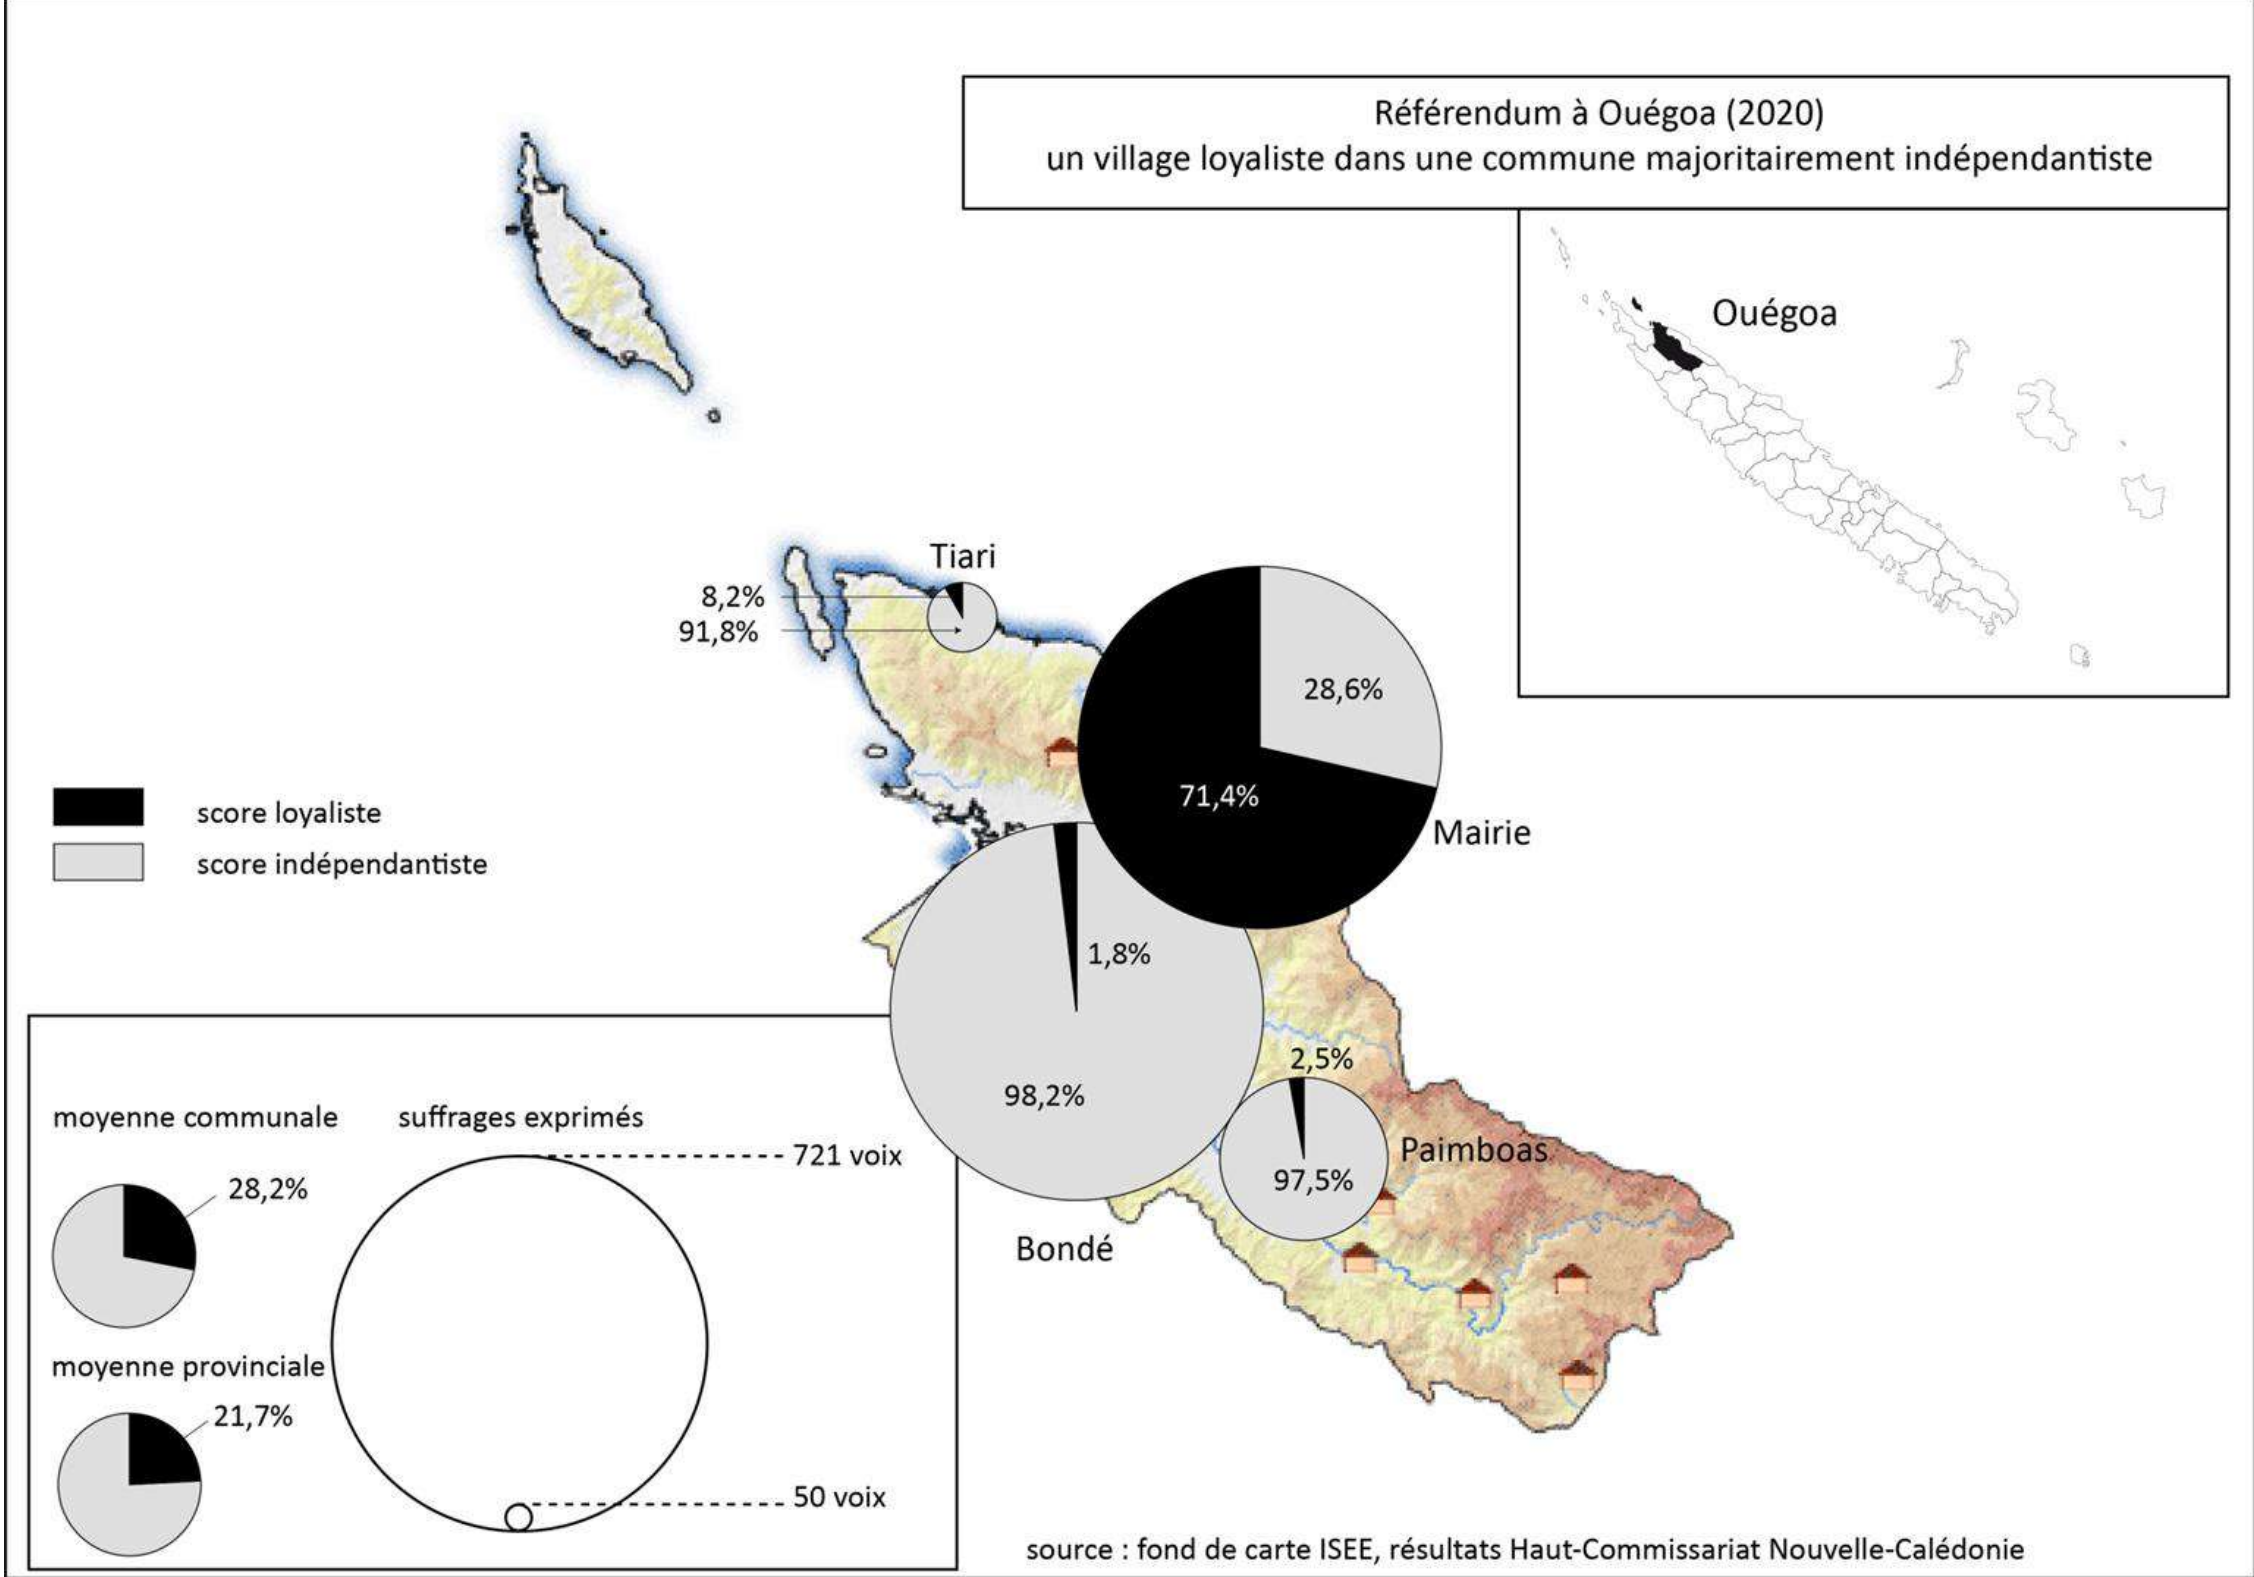 Référendum à Ouégoa (2020)
un village loyaliste dans une commune majoritairement indépendantiste
Ouégoa
Tiari
8,2%
91,8%
28,6%
71,4%
Mairie
score loyaliste
score indépendantiste
1,8%
98,2%
Bondé
2,5%
97,5%
Paimboas
moyenne communale
28,2%
suffrages exprimés
721 voix
50 voix
moyenne provinciale
21,7%
source : fond de carte ISEE, résultats Haut-Commissariat Nouvelle-Calédonie